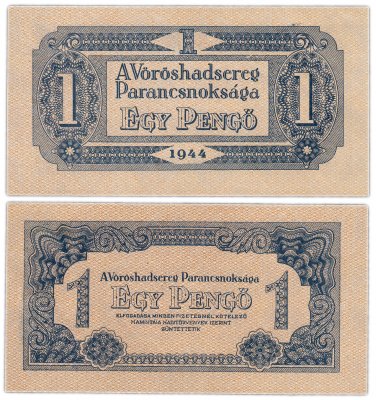 1
A Vöröshadsereg
1 Parancsnoksága 1
EGY PENGŐ
1944
A Vöröshadsereg Parancsnoksága
1 EGY PENGŐ 1
ELFOGADÁSA MINDEN FIZETÉSNÉL KÖTELEZŐ
HAMISÍTÁSA HADITÖRVÉNYEK SZERINT
BÜNTETTETIK